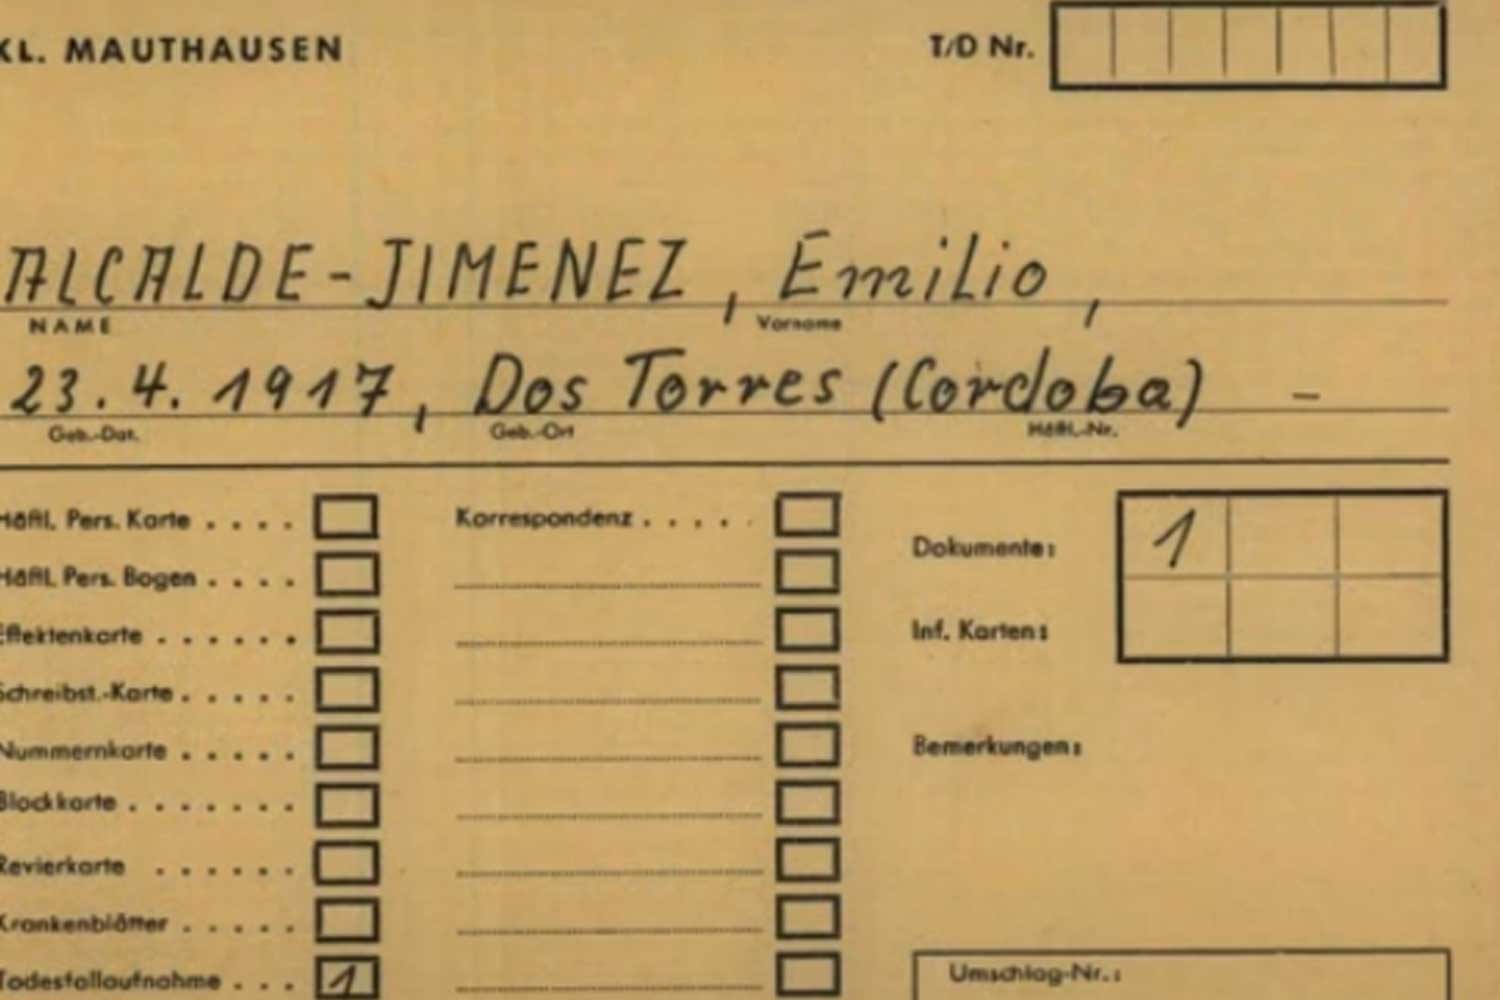 KL. MAUTHAUSEN
T/D Nr.
ALCALDE-JIMENEZ, Emilio,
NAME Vorname
23.4.1917, Dos Torres (Cordoba) -
Geb.-Dat. Geb.-Ort Häftl.-Nr.
Häftl. Pers. Karte . . . .
Häftl. Pers. Bogen . . . .
Effektenkarte . . . . . .
Schreibst.-Karte . . . . .
Nummernkarte . . . . .
Blockkarte . . . . . . .
Revierkarte . . . . . .
Krankenblätter . . . . .
Todesfallaufnahme . . . 1
Korrespondenz . . . . .
Dokumente: 1
Inf. Karten:
Bemerkungen:
Umschlag-Nr.: